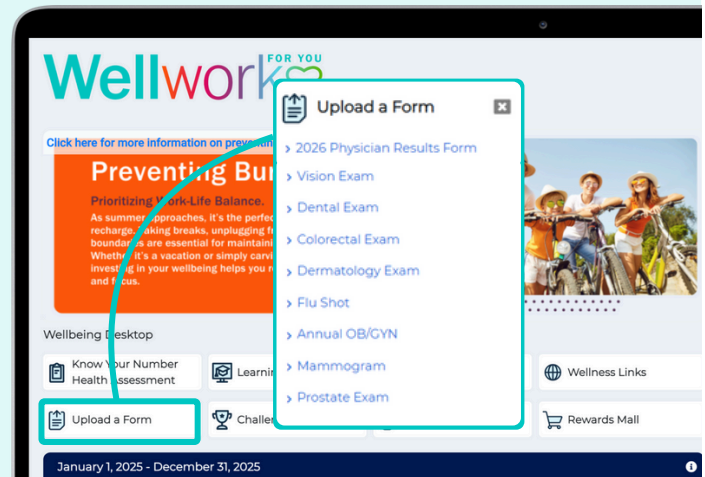 Wellwork
FOR YOU
Click here for more information on preventin
Preventing Bur
Prioritizing Work-Life Balance.
As summer approaches, it's the perfec
recharge. Taking breaks, unplugging fr
boundaries are essential for maintaini
Whether it's a vacation or simply carvi
investing in your wellbeing helps you r
and focus.
Upload a Form
2026 Physician Results Form
Vision Exam
Dental Exam
Colorectal Exam
Dermatology Exam
Flu Shot
Annual OB/GYN
Mammogram
Prostate Exam
Wellbeing Desktop
Know Your Number
Health Assessment
Learnin
Wellness Links
Upload a Form
Challen
Rewards Mall
January 1, 2025 - December 31, 2025